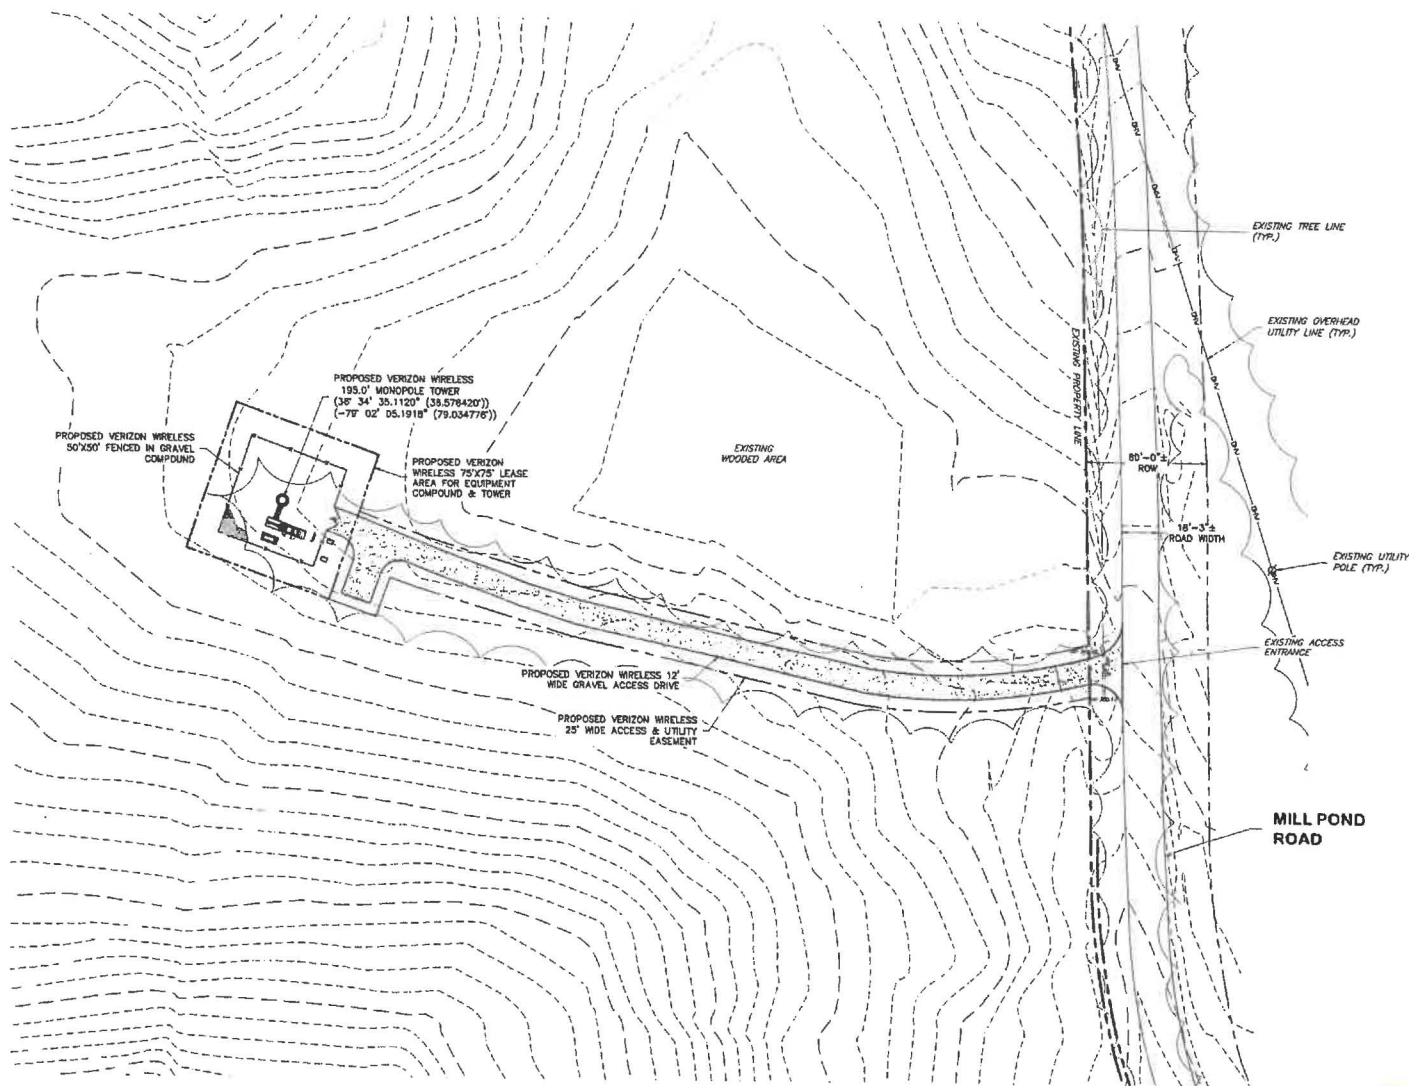 EXISTING TREE LINE
(TYP.)
EXISTING OVERHEAD
UTILITY LINE (TYP.)
EXISTING PROPERTY LINE
PROPOSED VERIZON WIRELESS
195.0' MONOPOLE TOWER
(38° 34' 35.1120" (38.576420°))
(-79° 02' 05.1918" (79.034776°))
PROPOSED VERIZON WIRELESS
50'X50' FENCED IN GRAVEL
COMPOUND
PROPOSED VERIZON
WIRELESS 75'X75' LEASE
AREA FOR EQUIPMENT
COMPOUND & TOWER
EXISTING
WOODED AREA
80'-0"±
ROW
18'-3"±
ROAD WIDTH
EXISTING UTILITY
POLE (TYP.)
EXISTING ACCESS
ENTRANCE
PROPOSED VERIZON WIRELESS 12'
WIDE GRAVEL ACCESS DRIVE
PROPOSED VERIZON WIRELESS
25' WIDE ACCESS & UTILITY
EASEMENT
MILL POND
ROAD